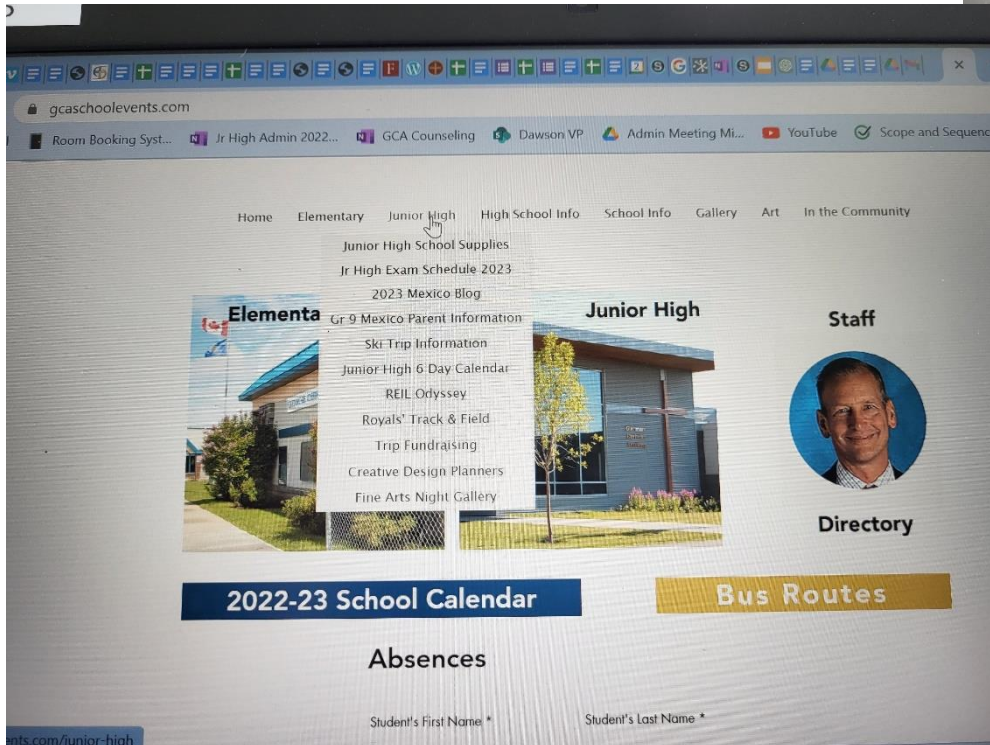 gcaschoolevents.com
Room Booking Syst... Jr High Admin 2022... GCA Counseling Dawson VP Admin Meeting Mi... YouTube Scope and Sequenc
Home Elementary Junior High High School Info School Info Gallery Art In the Community
Junior High School Supplies
Jr High Exam Schedule 2023
2023 Mexico Blog
Gr 9 Mexico Parent Information
Ski Trip Information
Junior High 6 Day Calendar
REIL Odyssey
Royals' Track & Field
Trip Fundraising
Creative Design Planners
Fine Arts Night Gallery
Elementa
Junior High
Staff
Directory
2022-23 School Calendar
Bus Routes
Absences
Student's First Name *
Student's Last Name *
ents.com/junior-high